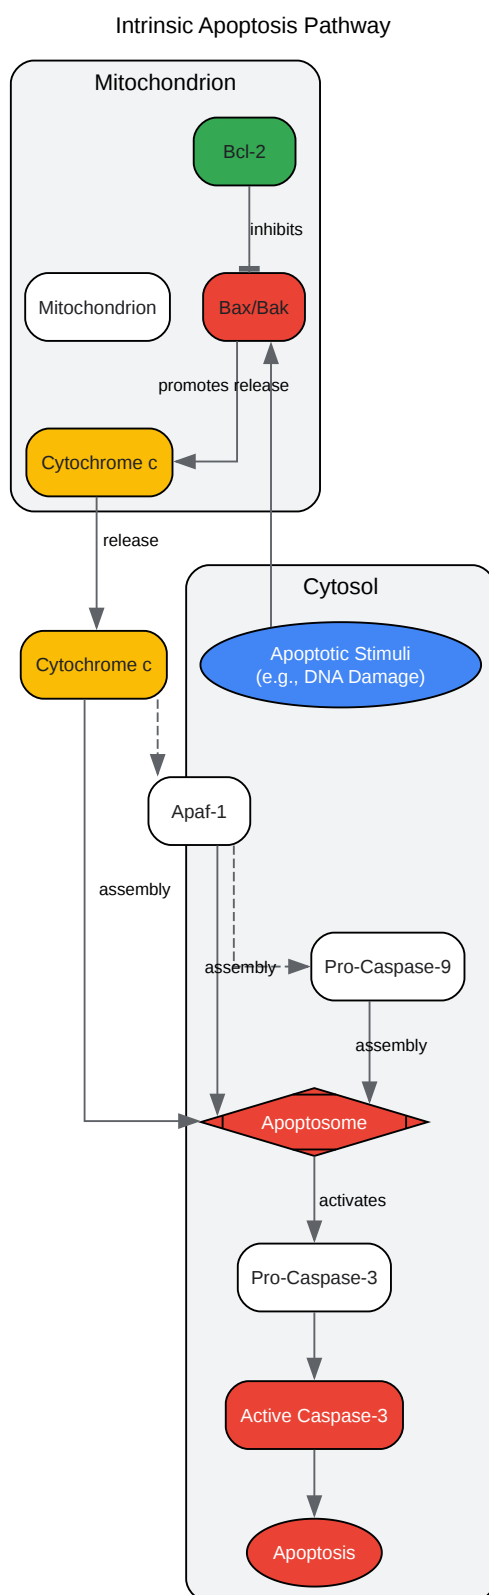 Intrinsic Apoptosis Pathway
Mitochondrion
Bcl-2
inhibits
Mitochondrion
Bax/Bak
promotes release
Cytochrome c
release
Cytosol
Cytochrome c
Apoptotic Stimuli
(e.g., DNA Damage)
Apaf-1
assembly
assembly
Pro-Caspase-9
assembly
Apoptosome
activates
Pro-Caspase-3
Active Caspase-3
Apoptosis